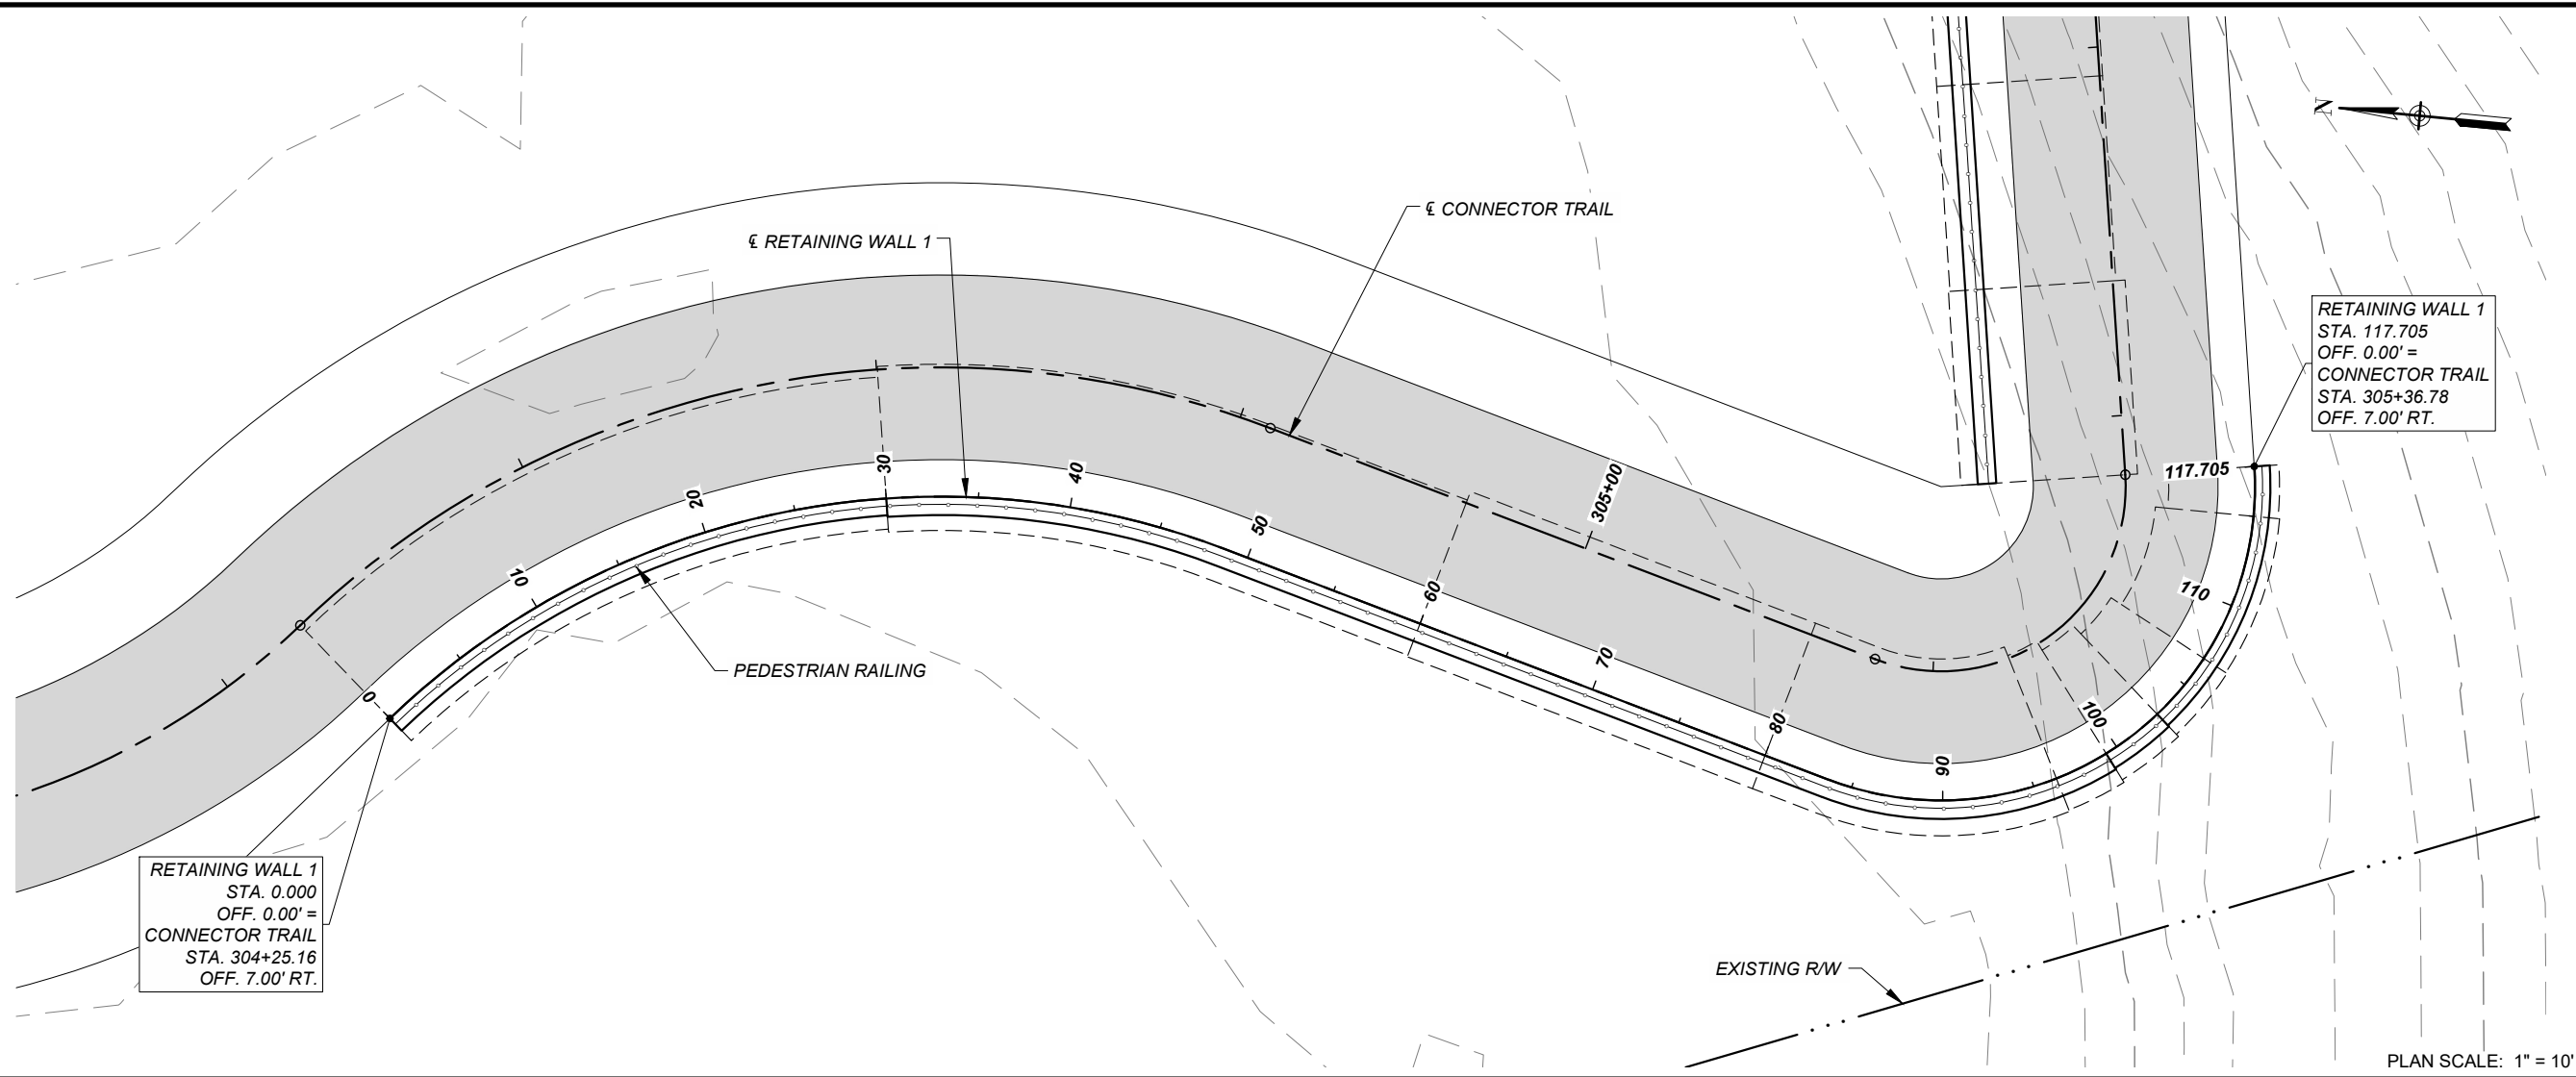 N
℄ CONNECTOR TRAIL
℄ RETAINING WALL 1
RETAINING WALL 1
STA. 117.705
OFF. 0.00' =
CONNECTOR TRAIL
STA. 305+36.78
OFF. 7.00' RT.
117.705
305+00
0
10
20
30
40
50
60
70
80
90
100
110
PEDESTRIAN RAILING
RETAINING WALL 1
STA. 0.000
OFF. 0.00' =
CONNECTOR TRAIL
STA. 304+25.16
OFF. 7.00' RT.
EXISTING R/W
PLAN SCALE: 1" = 10'